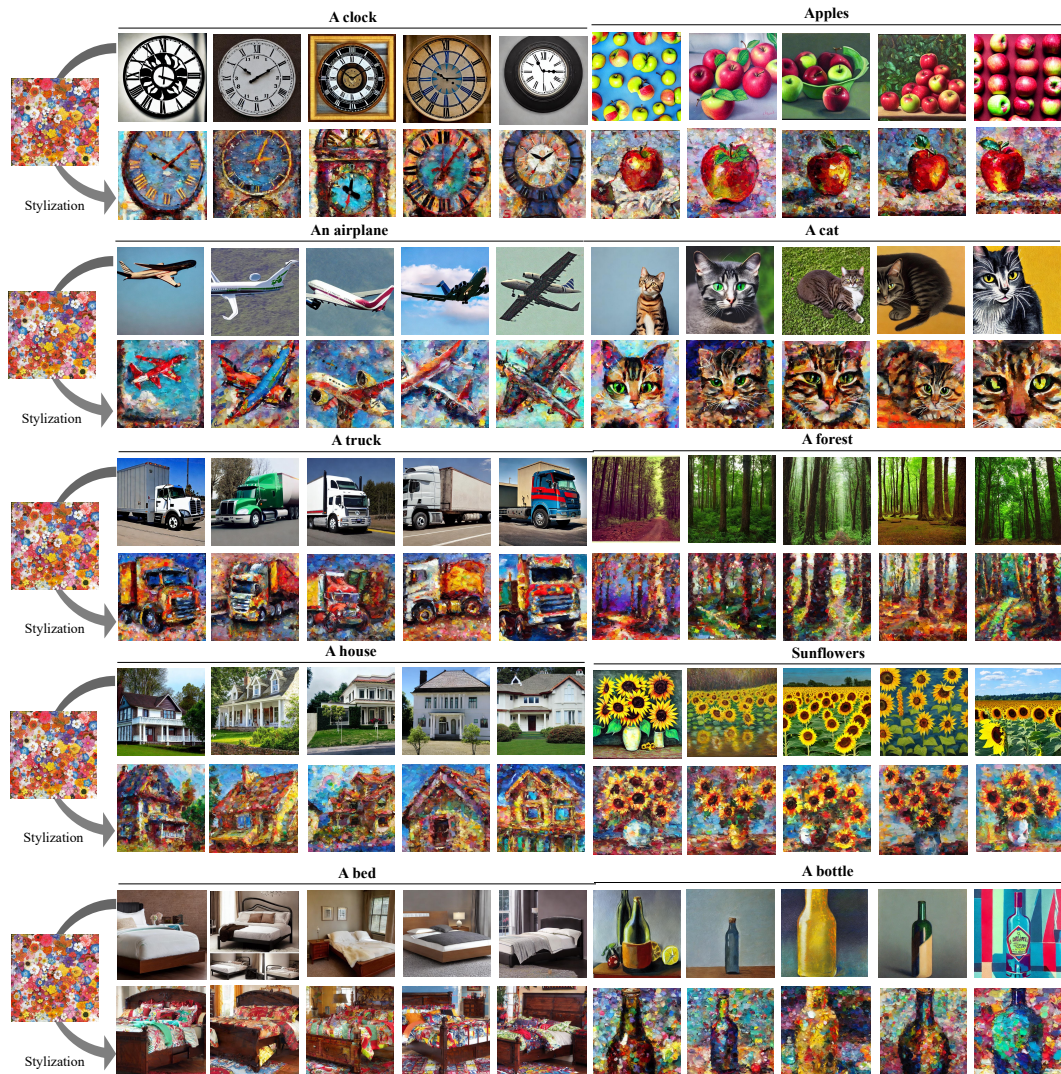 A clock
Apples
Stylization
An airplane
A cat
Stylization
A truck
A forest
Stylization
A house
Sunflowers
Stylization
A bed
A bottle
Stylization